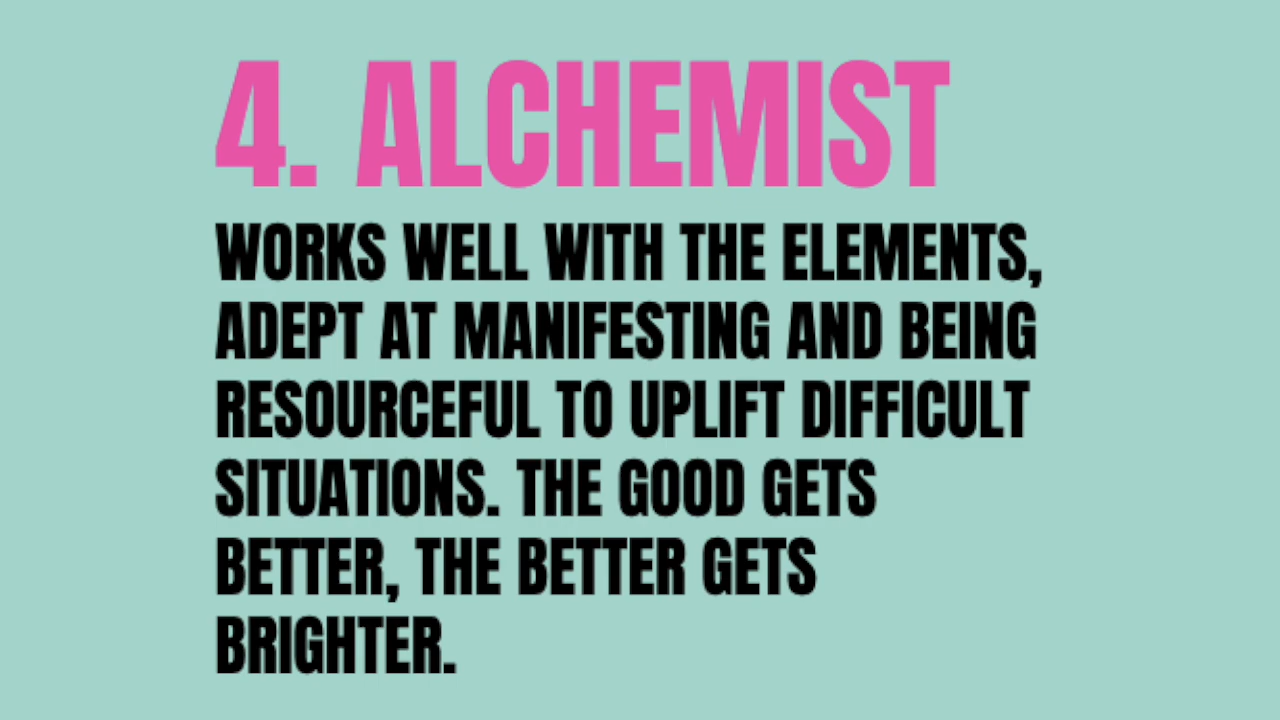 4. ALCHEMIST
WORKS WELL WITH THE ELEMENTS,
ADEPT AT MANIFESTING AND BEING
RESOURCEFUL TO UPLIFT DIFFICULT
SITUATIONS. THE GOOD GETS
BETTER, THE BETTER GETS
BRIGHTER.